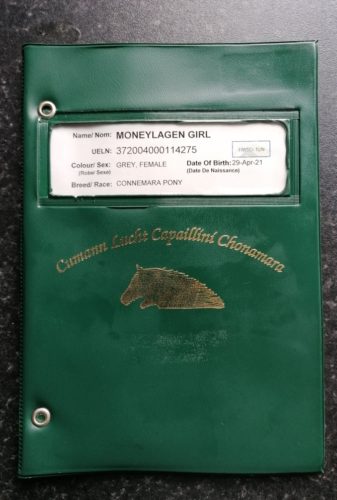 Name/ Nom: MONEYLAGEN GIRL
UELN: 372004000114275
Colour/ Sex: GREY, FEMALE Date Of Birth: 29-Apr-21
(Robe/ Sexe) (Date De Naissance)
Breed/ Race: CONNEMARA PONY
Cumann Lucht Capaillíní Chonamara